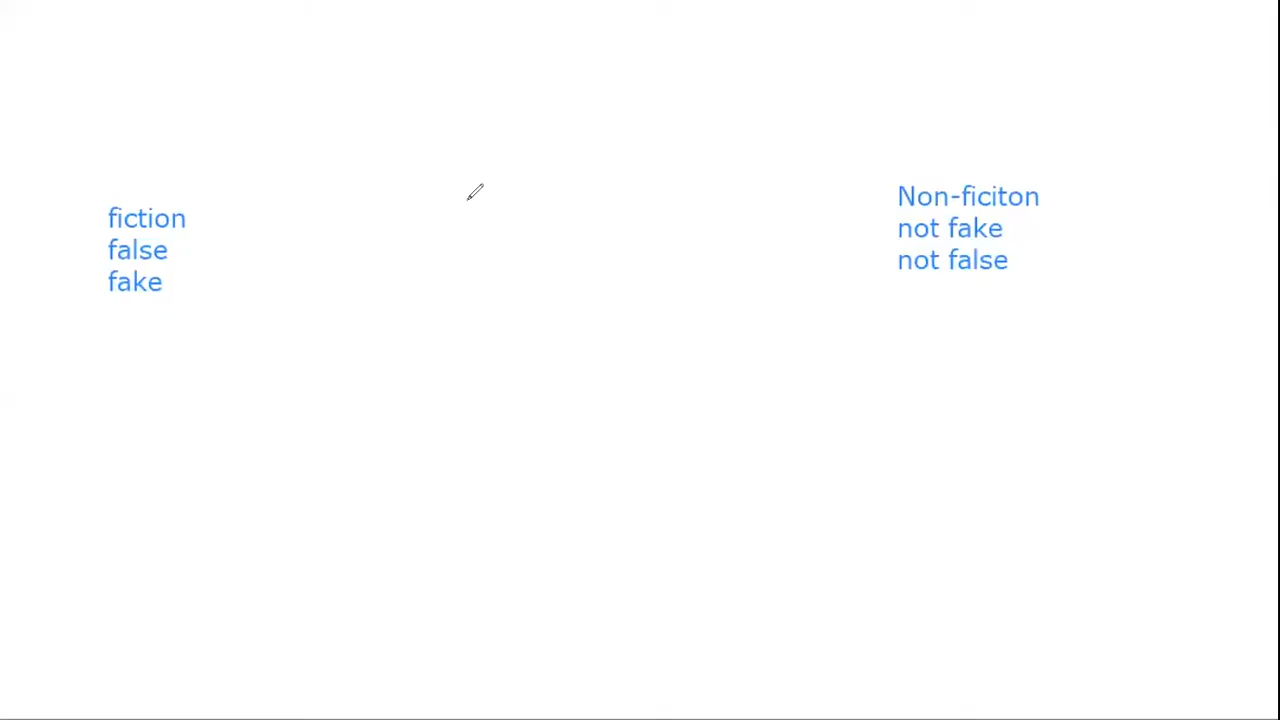 fiction
false
fake
Non-ficiton
not fake
not false